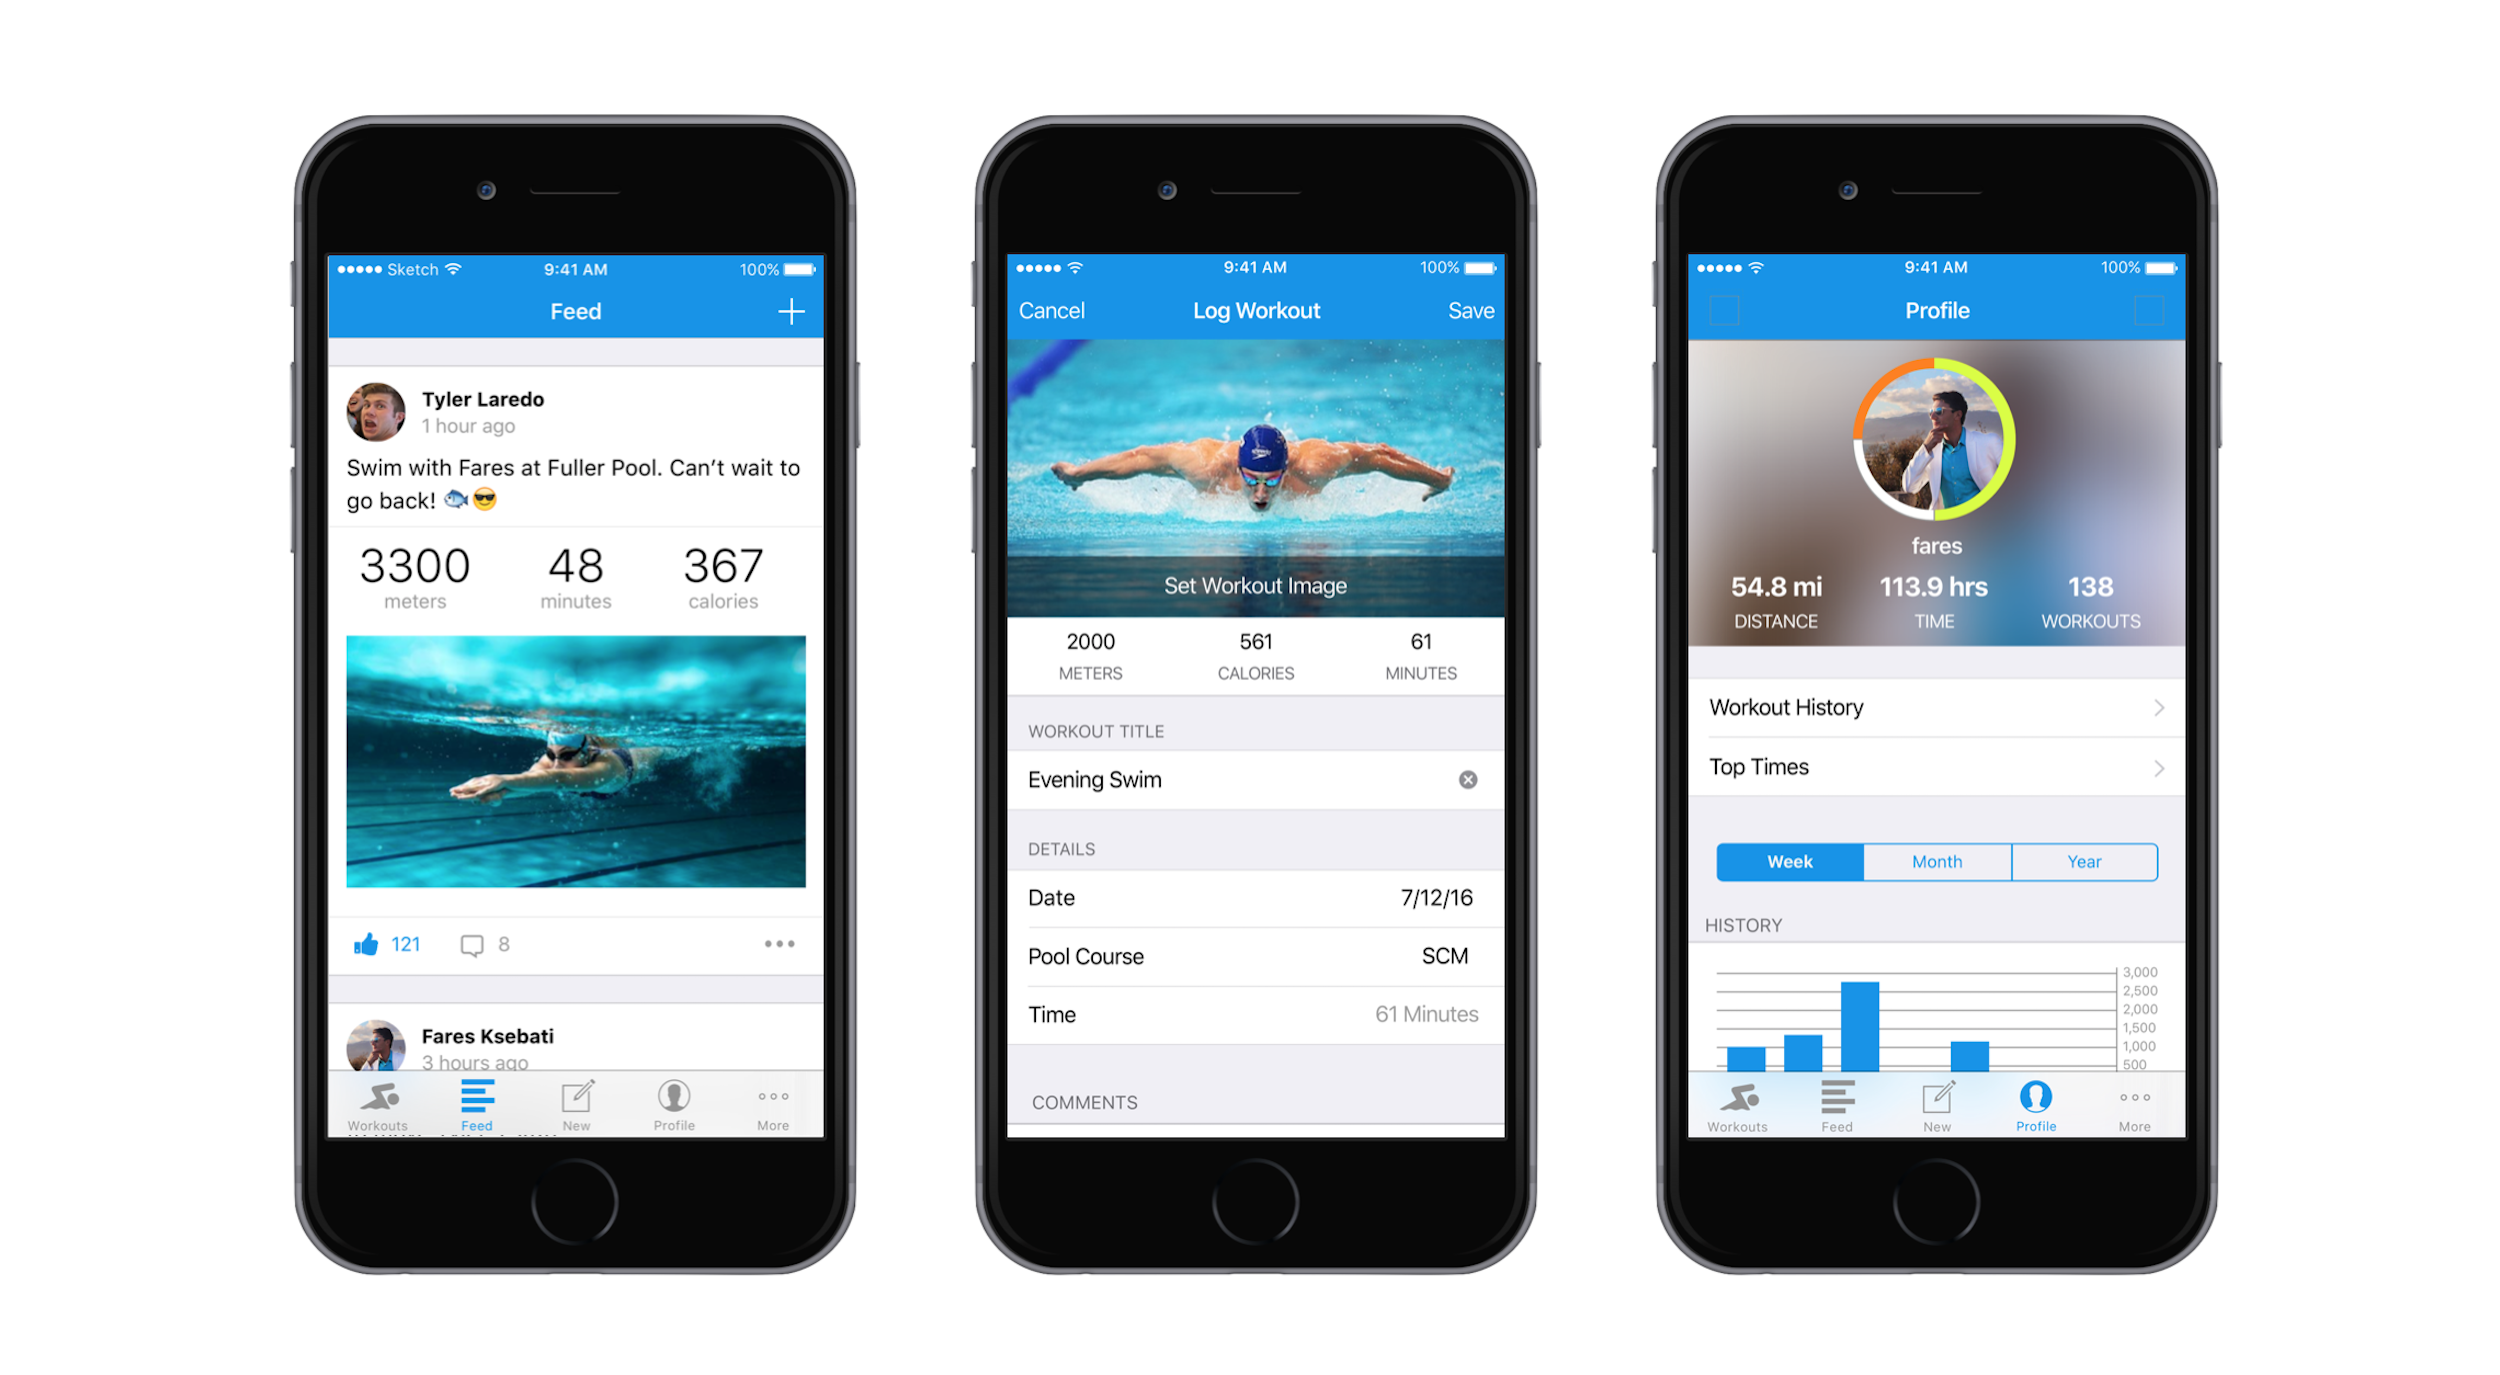 Sketch 9:41 AM 100%
Feed
Tyler Laredo
1 hour ago
Swim with Fares at Fuller Pool. Can’t wait to
go back! 🐟😎
3300 48 367
meters minutes calories
121 8
Fares Ksebati
3 hours ago
Workouts Feed New Profile More
9:41 AM 100%
Cancel Log Workout Save
SPEEDO
Set Workout Image
2000 561 61
METERS CALORIES MINUTES
WORKOUT TITLE
Evening Swim
DETAILS
Date 7/12/16
Pool Course SCM
Time 61 Minutes
COMMENTS
9:41 AM 100%
Profile
fares
54.8 mi 113.9 hrs 138
DISTANCE TIME WORKOUTS
Workout History
Top Times
Week Month Year
HISTORY
3,000
2,500
2,000
1,500
1,000
500
Workouts Feed New Profile More